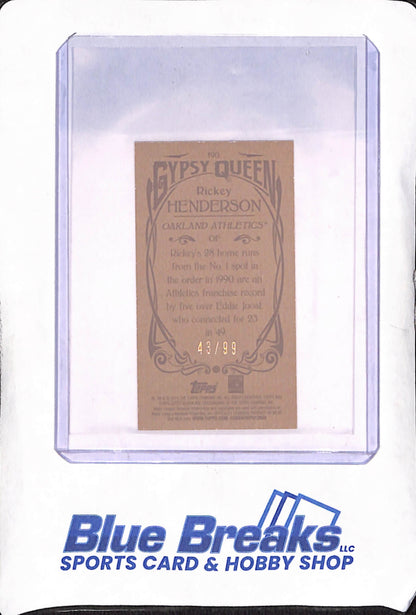 GYPSY QUEEN
Rickey
HENDERSON
OAKLAND ATHLETICS®
OF
Rickey's 28 home runs
from the No. 1 spot in
the order in 1990 are an
Athletics franchise record
by five over Eddie Joost
who connected for 23
in '49.
43/99
Topps
Blue Breaks LLC
SPORTS CARD & HOBBY SHOP